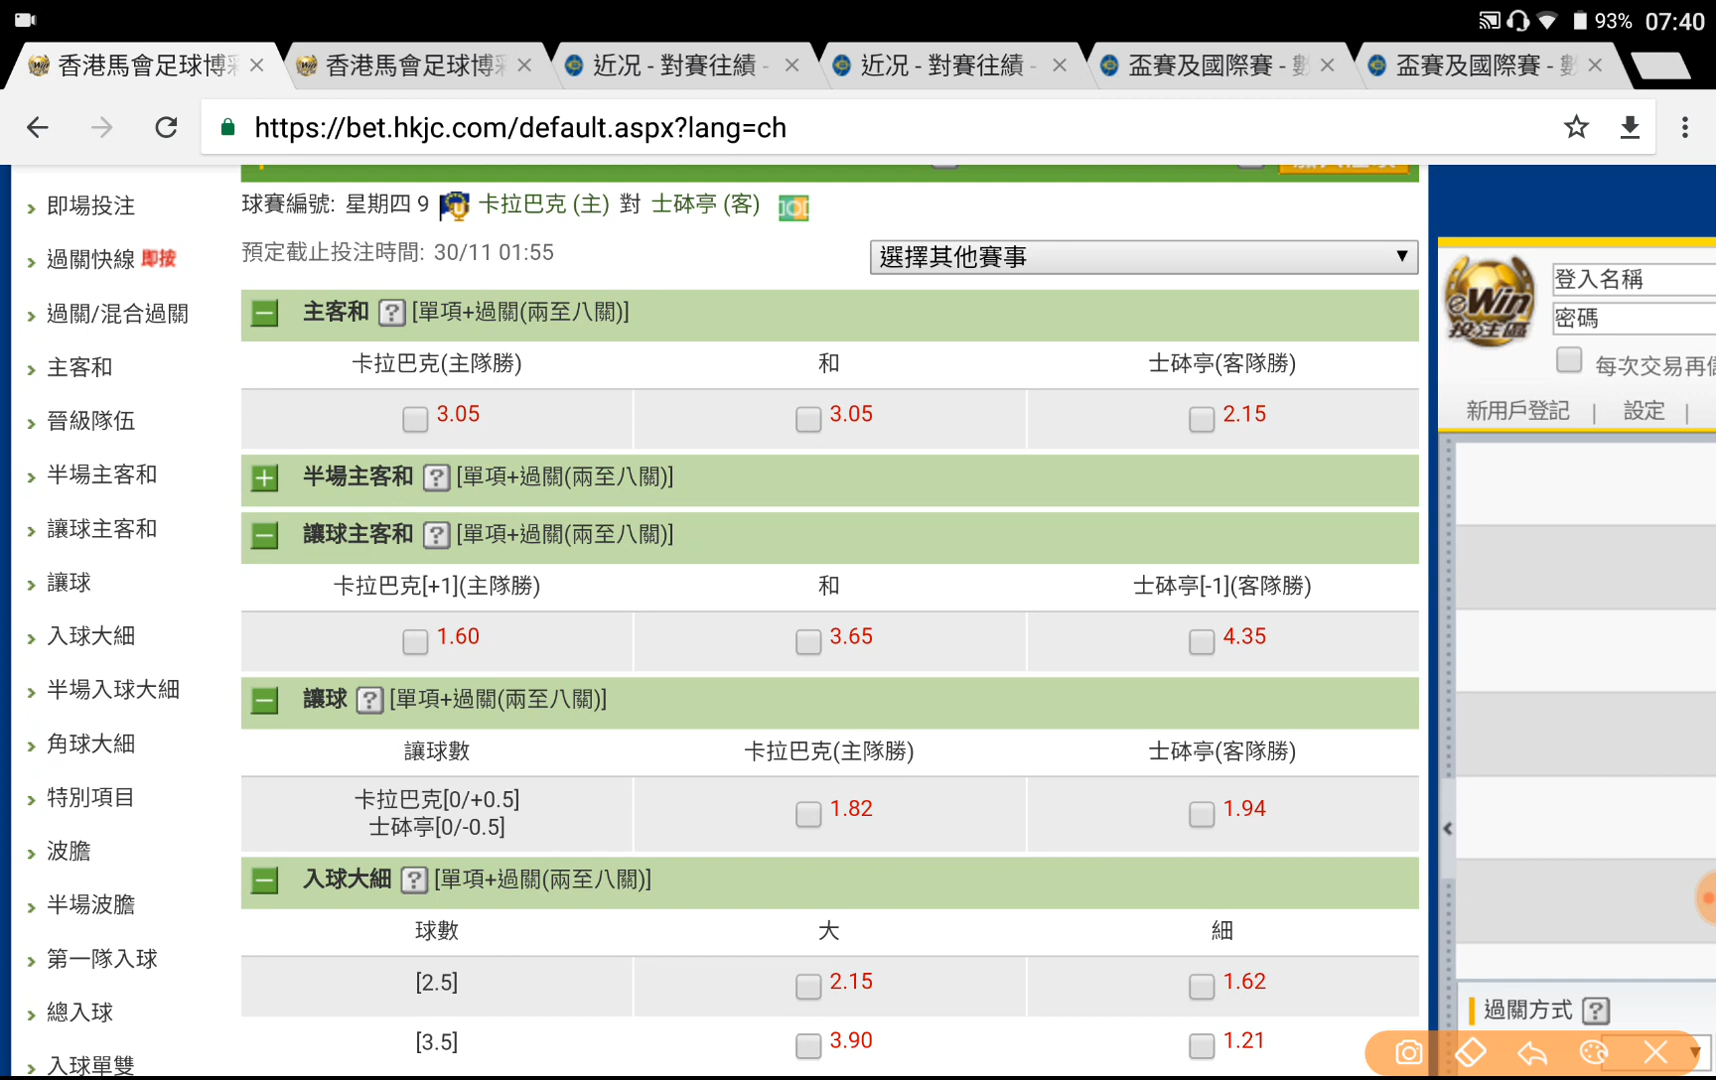 93% 07:40
香港馬會足球博彩
香港馬會足球博彩
近況 - 對賽往績 -
近況 - 對賽往績 -
盃賽及國際賽 - 數
盃賽及國際賽 - 數
https://bet.hkjc.com/default.aspx?lang=ch
即場投注
過關快線 即按
過關/混合過關
主客和
晉級隊伍
半場主客和
讓球主客和
讓球
入球大細
半場入球大細
角球大細
特別項目
波膽
半場波膽
第一隊入球
總入球
入球單雙
球賽編號: 星期四 9 卡拉巴克 (主) 對 士砵亭 (客)
預定截止投注時間: 30/11 01:55
選擇其他賽事
主客和 ? [單項+過關(兩至八關)]
卡拉巴克(主隊勝) 和 士砵亭(客隊勝)
3.05 3.05 2.15
半場主客和 ? [單項+過關(兩至八關)]
讓球主客和 ? [單項+過關(兩至八關)]
卡拉巴克[+1](主隊勝) 和 士砵亭[-1](客隊勝)
1.60 3.65 4.35
讓球 ? [單項+過關(兩至八關)]
讓球數 卡拉巴克(主隊勝) 士砵亭(客隊勝)
卡拉巴克[0/+0.5]
士砵亭[0/-0.5]
1.82 1.94
入球大細 ? [單項+過關(兩至八關)]
球數 大 細
[2.5] 2.15 1.62
[3.5] 3.90 1.21
eWin
投注區
登入名稱
密碼
每次交易再
新用戶登記 | 設定 |
過關方式 ?